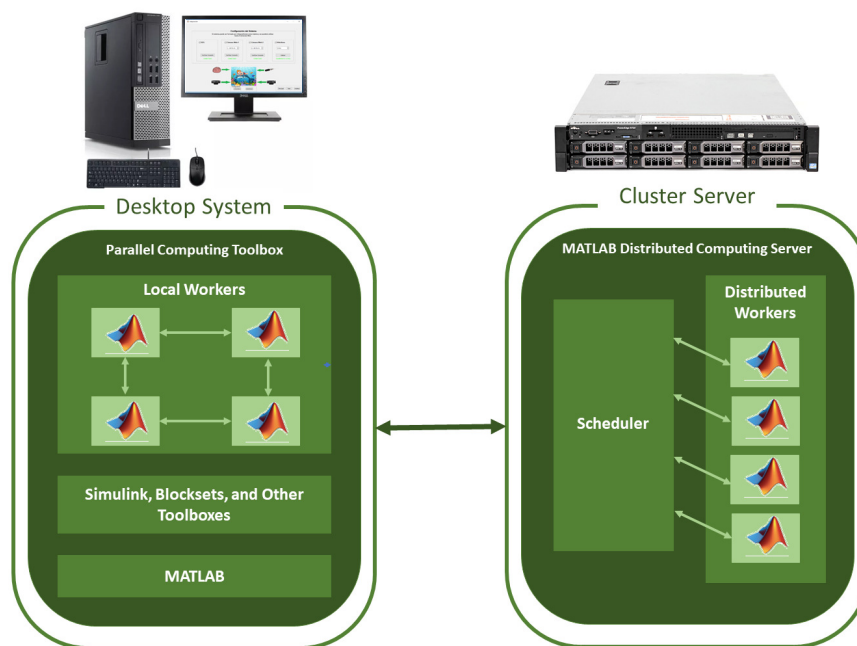 DELL
Desktop System
Cluster Server
Parallel Computing Toolbox
Local Workers
Simulink, Blocksets, and Other
Toolboxes
MATLAB
MATLAB Distributed Computing Server
Distributed
Workers
Scheduler